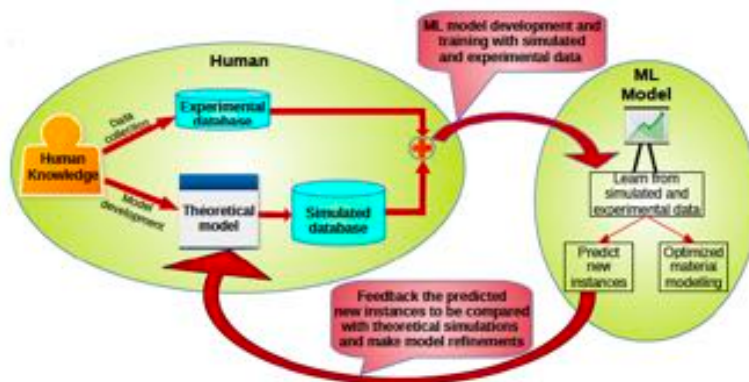 Human
ML model development and
training with simulated
and experimental data
ML
Model
Data
collection
Experimental
database
Human
Knowledge
Model
development
Theoretical
model
Simulated
database
Learn from
simulated and
experimental data
Predict
new
instances
Optimized
material
modelling
Feedback the predicted
new instances to be compared
with theoretical simulations
and make model refinements